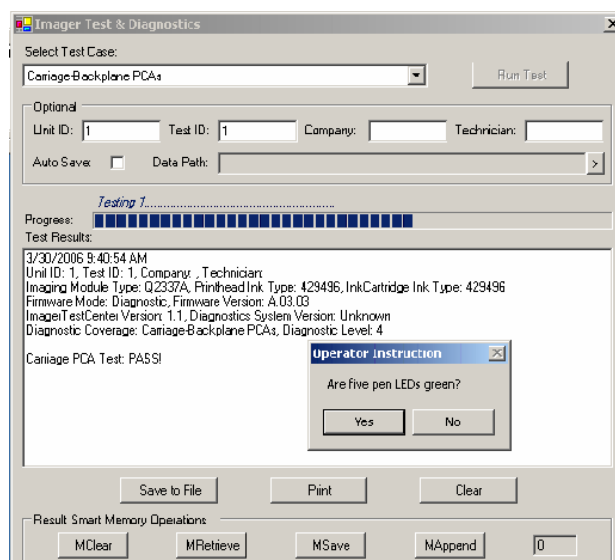 Imager Test & Diagnostics
Select Test Case:
Carriage-Backplane PCAs
Run Test
Optional
Unit ID: 1 Test ID: 1 Company: Technician:
Auto Save: Data Path: >
Testing 1..........................................................
Progress:
Test Results:
3/30/2006 9:40:54 AM
Unit ID: 1, Test ID: 1, Company: , Technician:
Imaging Module Type: Q2337A, Printhead Ink Type: 429496, InkCartridge Ink Type: 429496
Firmware Mode: Diagnostic, Firmware Version: A.03.03
ImagerTestCenter Version: 1.1, Diagnostics System Version: Unknown
Diagnostic Coverage: Carriage-Backplane PCAs, Diagnostic Level: 4
Carriage PCA Test: PASS!
Operator Instruction
Are five pen LEDs green?
Yes No
Save to File Print Clear
Result Smart Memory Operations
MClear MRetrieve MSave MAppend 0